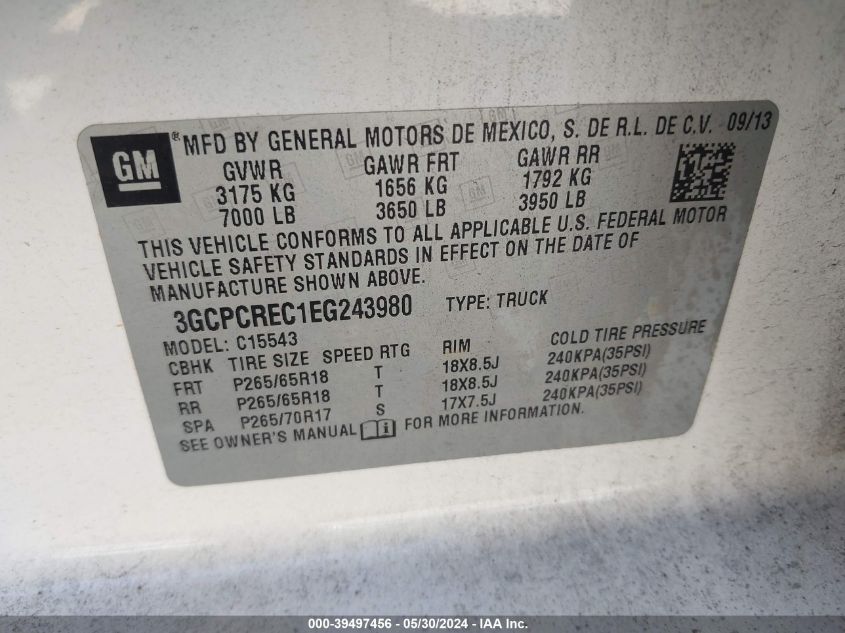 GM ® MFD BY GENERAL MOTORS DE MEXICO, S. DE R.L. DE C.V. 09/13
GVWR GAWR FRT GAWR RR
3175 KG 1656 KG 1792 KG
7000 LB 3650 LB 3950 LB
THIS VEHICLE CONFORMS TO ALL APPLICABLE U.S. FEDERAL MOTOR
VEHICLE SAFETY STANDARDS IN EFFECT ON THE DATE OF
MANUFACTURE SHOWN ABOVE.
3GCPCREC1EG243980 TYPE: TRUCK
MODEL: C15543
CBHK TIRE SIZE SPEED RTG RIM COLD TIRE PRESSURE
FRT P265/65R18 T 18X8.5J 240KPA(35PSI)
RR P265/65R18 T 18X8.5J 240KPA(35PSI)
SPA P265/70R17 S 17X7.5J 240KPA(35PSI)
SEE OWNER'S MANUAL FOR MORE INFORMATION.
000-39497456 - 05/30/2024 - IAA Inc.